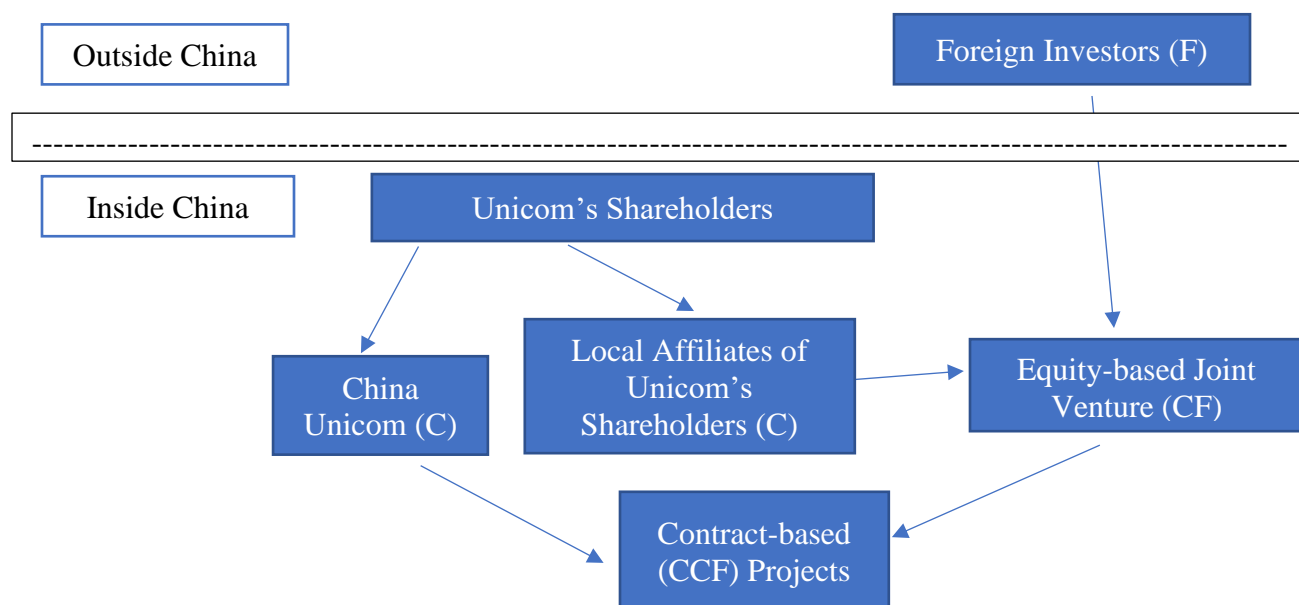 Outside China
Foreign Investors (F)
Inside China
Unicom’s Shareholders
China
Unicom (C)
Local Affiliates of
Unicom’s
Shareholders (C)
Equity-based Joint
Venture (CF)
Contract-based
(CCF) Projects